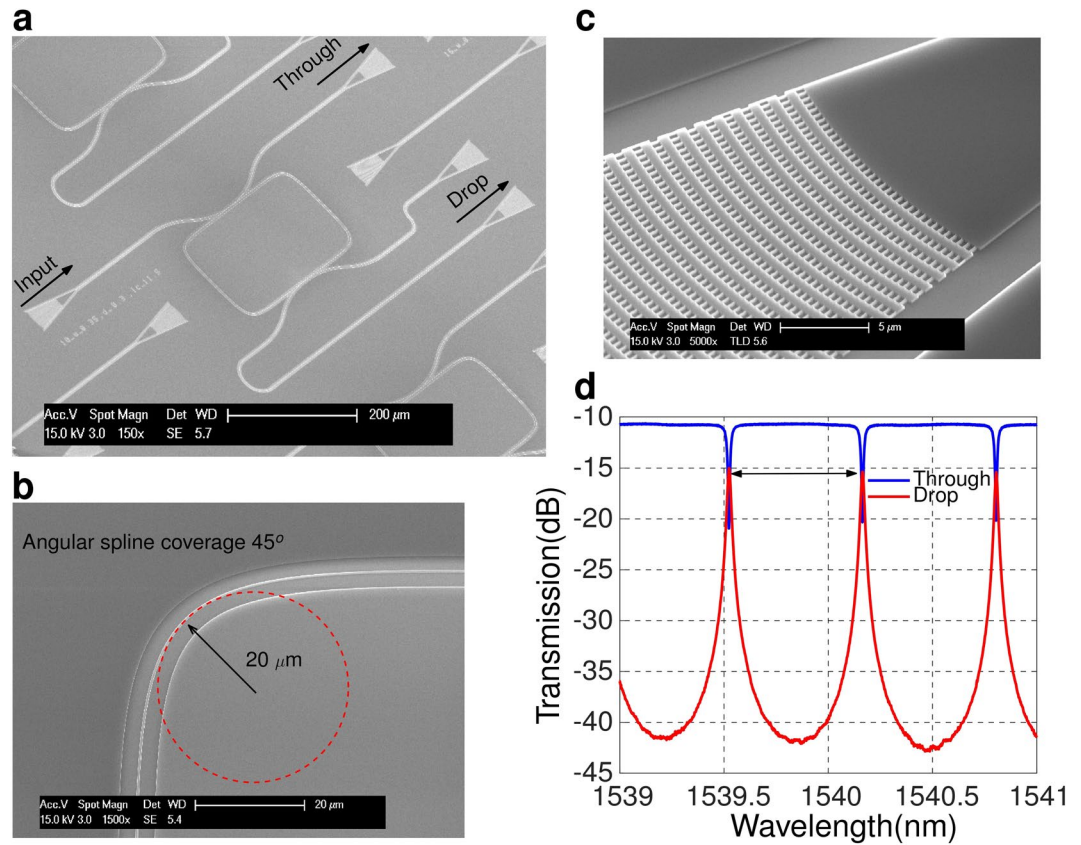 a
Through
Drop
Input
Acc.V Spot Magn Det WD 200 μm
15.0 kV 3.0 150x SE 5.7
b
Angular spline coverage 45o
20 μm
Acc.V Spot Magn Det WD 20 μm
15.0 kV 3.0 1500x SE 5.4
c
Acc.V Spot Magn Det WD 5 μm
15.0 kV 3.0 5000x TLD 5.6
d
Transmission(dB)
-10
-15
-20
-25
-30
-35
-40
-45
Through
Drop
1539 1539.5 1540 1540.5 1541
Wavelength(nm)